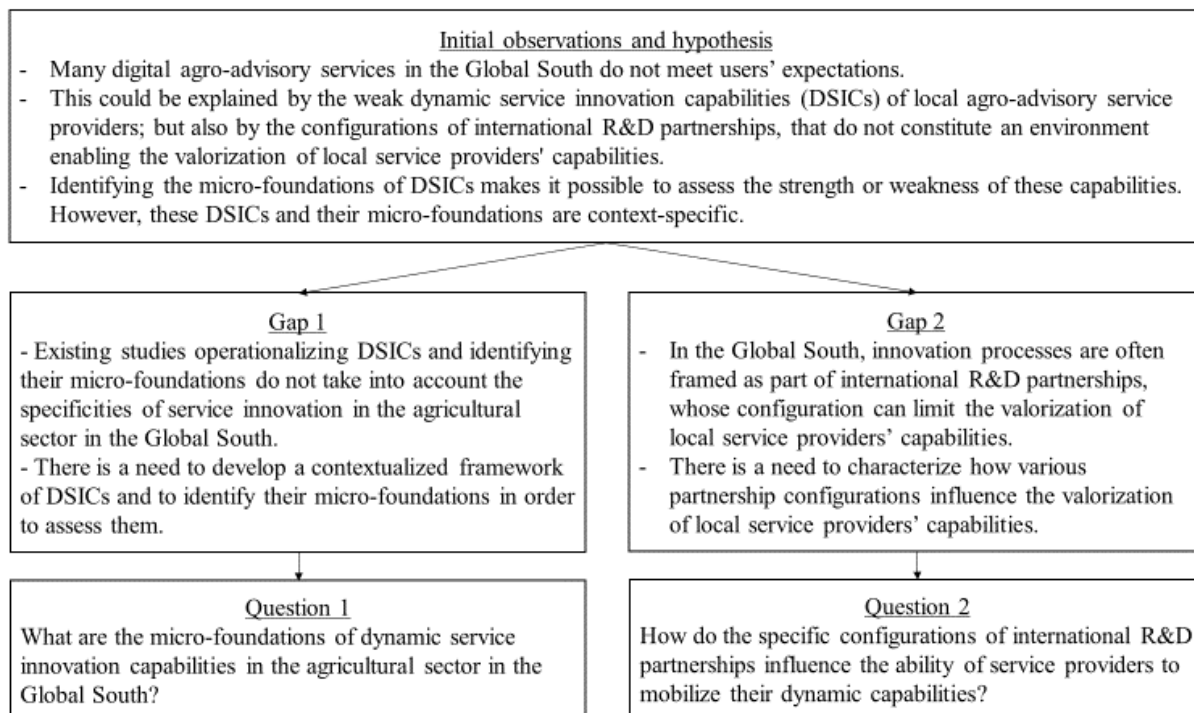 Initial observations and hypothesis
- Many digital agro-advisory services in the Global South do not meet users’ expectations.
- This could be explained by the weak dynamic service innovation capabilities (DSICs) of local agro-advisory service
providers; but also by the configurations of international R&D partnerships, that do not constitute an environment
enabling the valorization of local service providers' capabilities.
- Identifying the micro-foundations of DSICs makes it possible to assess the strength or weakness of these capabilities.
However, these DSICs and their micro-foundations are context-specific.
Gap 1
- Existing studies operationalizing DSICs and identifying
their micro-foundations do not take into account the
specificities of service innovation in the agricultural
sector in the Global South.
- There is a need to develop a contextualized framework
of DSICs and to identify their micro-foundations in order
to assess them.
Gap 2
- In the Global South, innovation processes are often
framed as part of international R&D partnerships,
whose configuration can limit the valorization of
local service providers’ capabilities.
- There is a need to characterize how various
partnership configurations influence the valorization
of local service providers’ capabilities.
Question 1
What are the micro-foundations of dynamic service
innovation capabilities in the agricultural sector in the
Global South?
Question 2
How do the specific configurations of international R&D
partnerships influence the ability of service providers to
mobilize their dynamic capabilities?